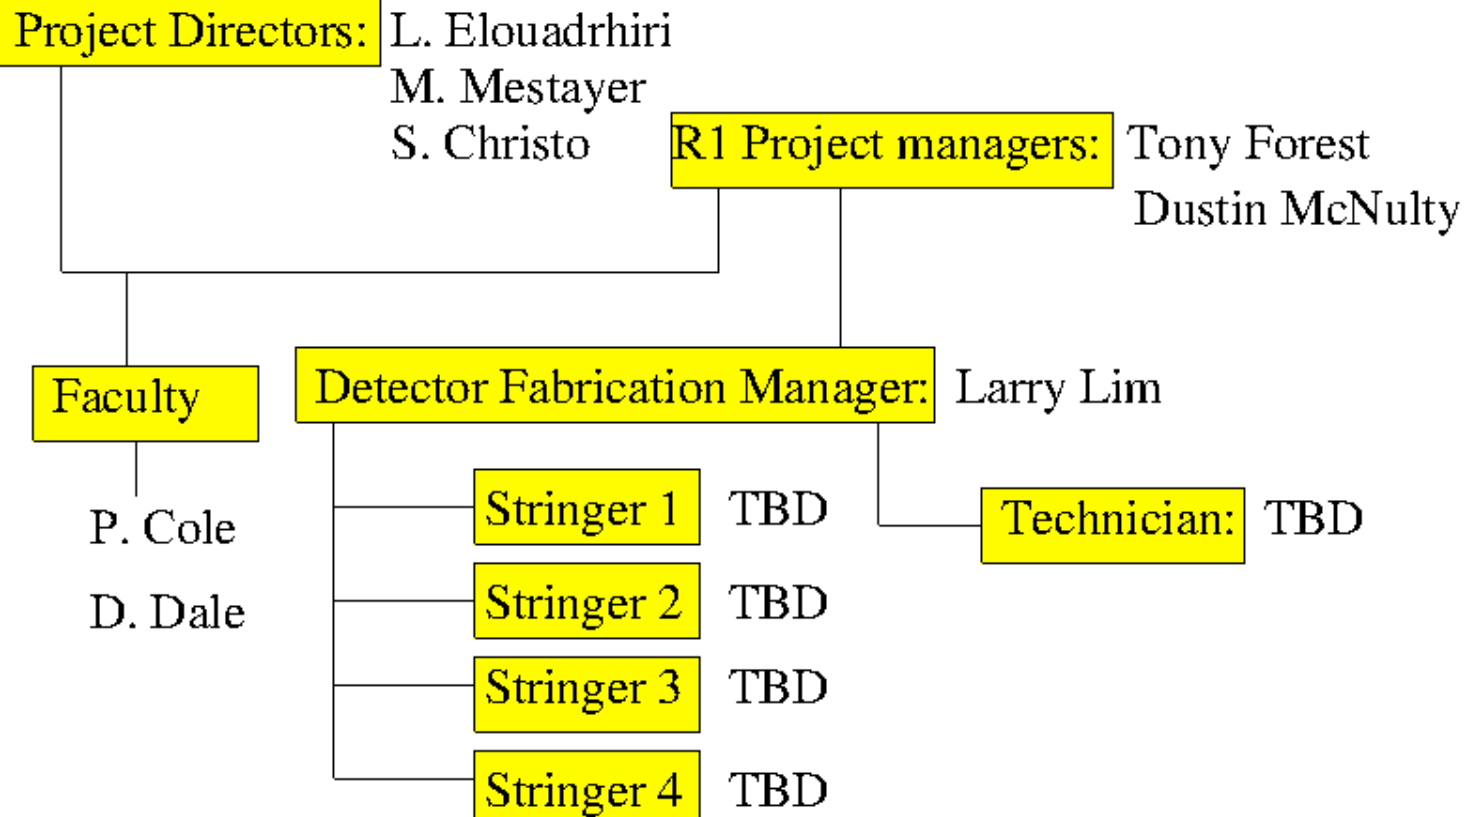 Project Directors: L. Elouadrhiri
M. Mestayer
S. Christo
R1 Project managers: Tony Forest
Dustin McNulty
Faculty
P. Cole
D. Dale
Detector Fabrication Manager: Larry Lim
Stringer 1 TBD
Stringer 2 TBD
Stringer 3 TBD
Stringer 4 TBD
Technician: TBD